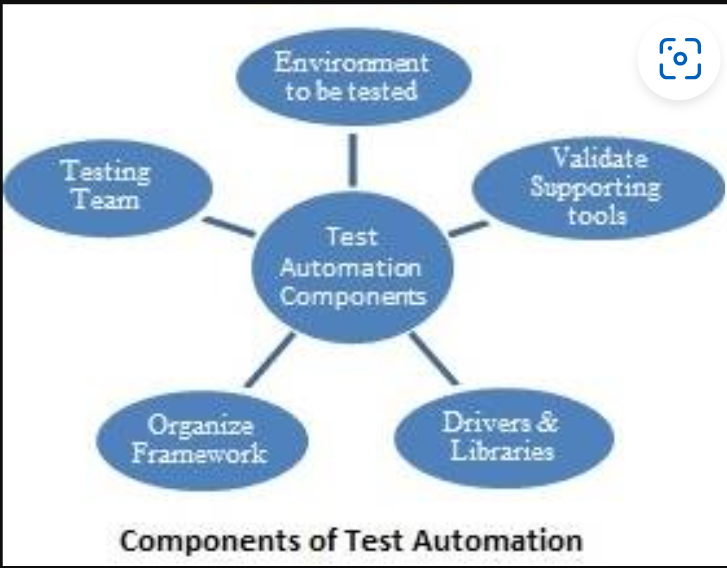 Environment
to be tested
Testing
Team
Validate
Supporting
tools
Test
Automation
Components
Organize
Framework
Drivers &
Libraries
Components of Test Automation